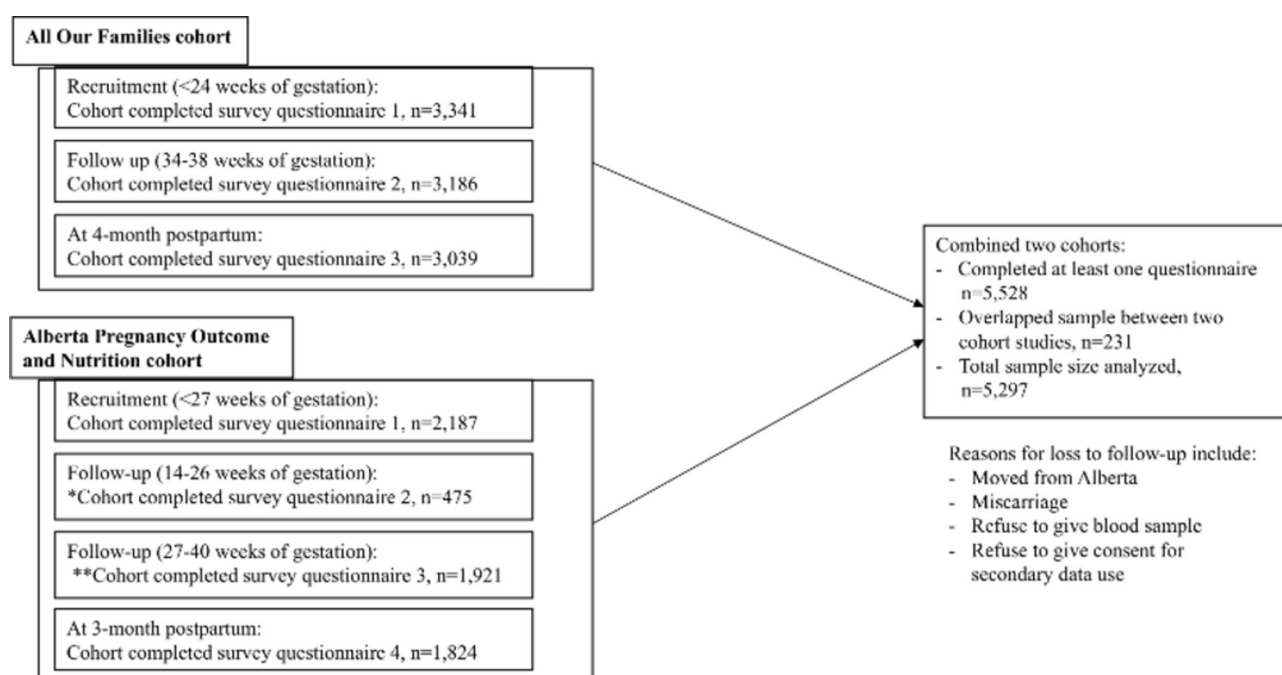 All Our Families cohort
Recruitment (<24 weeks of gestation):
Cohort completed survey questionnaire 1, n=3,341
Follow up (34-38 weeks of gestation):
Cohort completed survey questionnaire 2, n=3,186
At 4-month postpartum:
Cohort completed survey questionnaire 3, n=3,039
Alberta Pregnancy Outcome
and Nutrition cohort
Recruitment (<27 weeks of gestation):
Cohort completed survey questionnaire 1, n=2,187
Follow-up (14-26 weeks of gestation):
*Cohort completed survey questionnaire 2, n=475
Follow-up (27-40 weeks of gestation):
**Cohort completed survey questionnaire 3, n=1,921
At 3-month postpartum:
Cohort completed survey questionnaire 4, n=1,824
Combined two cohorts:
- Completed at least one questionnaire
n=5,528
- Overlapped sample between two
cohort studies, n=231
- Total sample size analyzed,
n=5,297
Reasons for loss to follow-up include:
- Moved from Alberta
- Miscarriage
- Refuse to give blood sample
- Refuse to give consent for
secondary data use